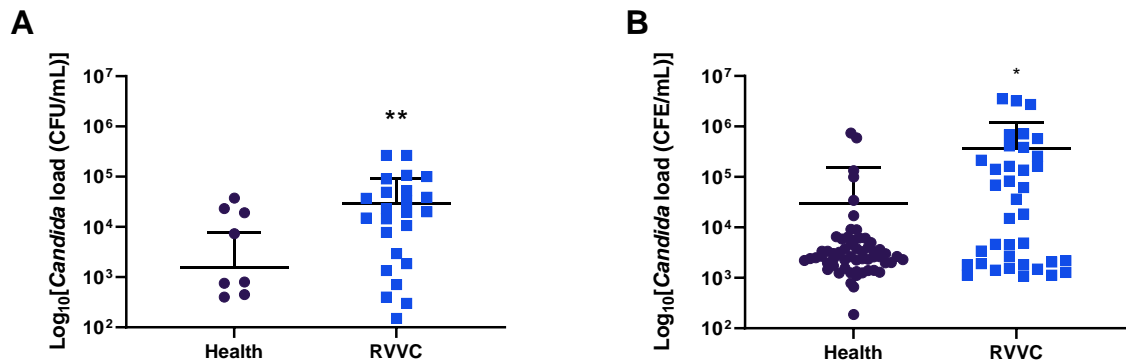 A
Log₁₀[Candida load (CFU/mL)]
10⁷
10⁶
10⁵
10⁴
10³
10²
**
Health
RVVC
B
Log₁₀[Candida load (CFE/mL)]
10⁷
10⁶
10⁵
10⁴
10³
10²
*
Health
RVVC